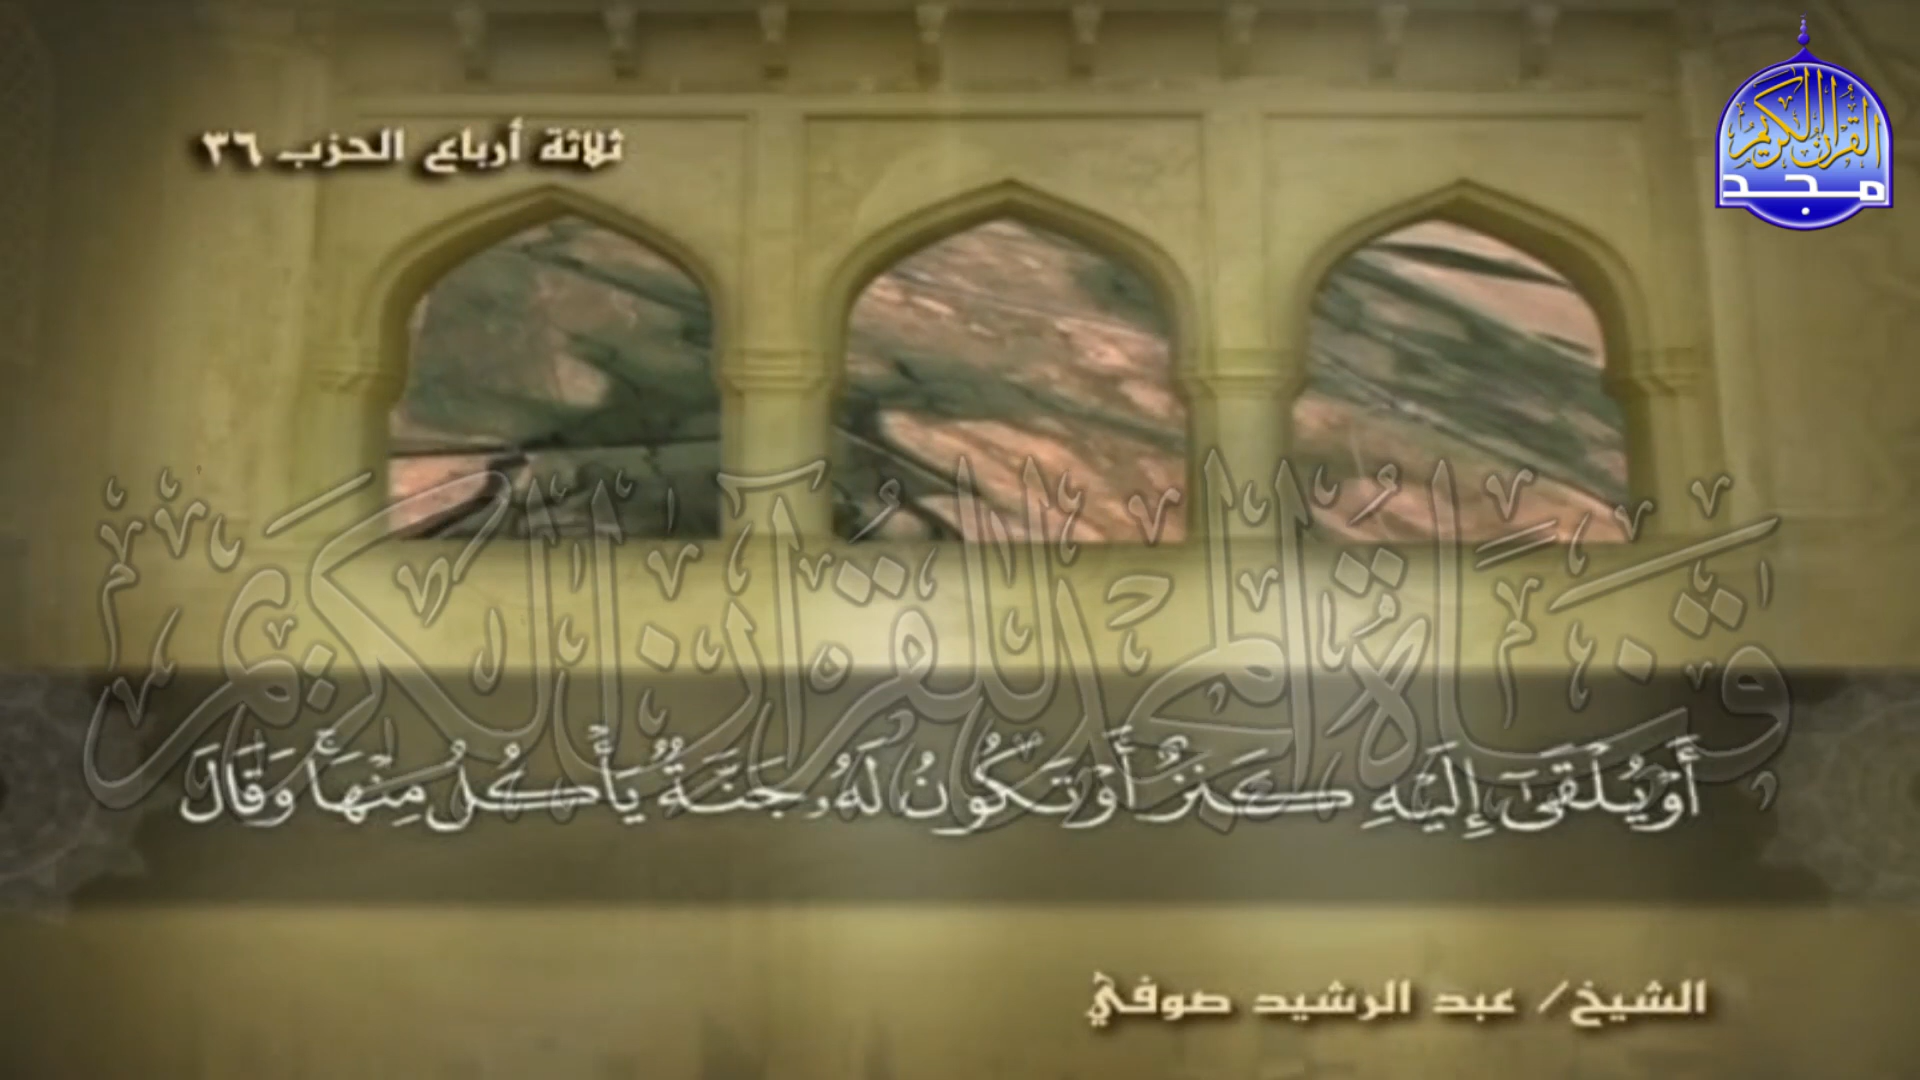 القرآن الكريم
مجد
ثلاثة أرباع الحزب ٣٦
قناة المجد للقرآن الكريم
أَوْ يُلْقَىٰٓ إِلَيْهِ كَنزٌ أَوْ تَكُونُ لَهُۥ جَنَّةٌ يَأْكُلُ مِنْهَا ۚ وَقَالَ
الشيخ/ عبد الرشيد صوفي